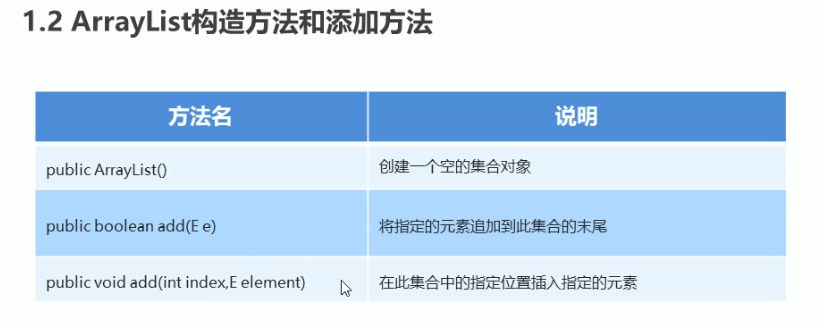 1.2 ArrayList构造方法和添加方法
方法名 说明
public ArrayList() 创建一个空的集合对象
public boolean add(E e) 将指定的元素追加到此集合的末尾
public void add(int index,E element) 在此集合中的指定位置插入指定的元素